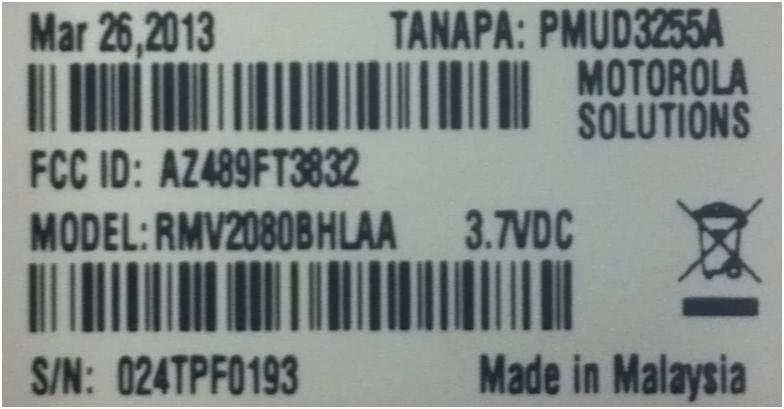 Mar 26,2013 TANAPA: PMUD3255A
MOTOROLA
SOLUTIONS
FCC ID: AZ489FT3832
MODEL: RMV2080BHLAA 3.7VDC
S/N: 024TPF0193 Made in Malaysia